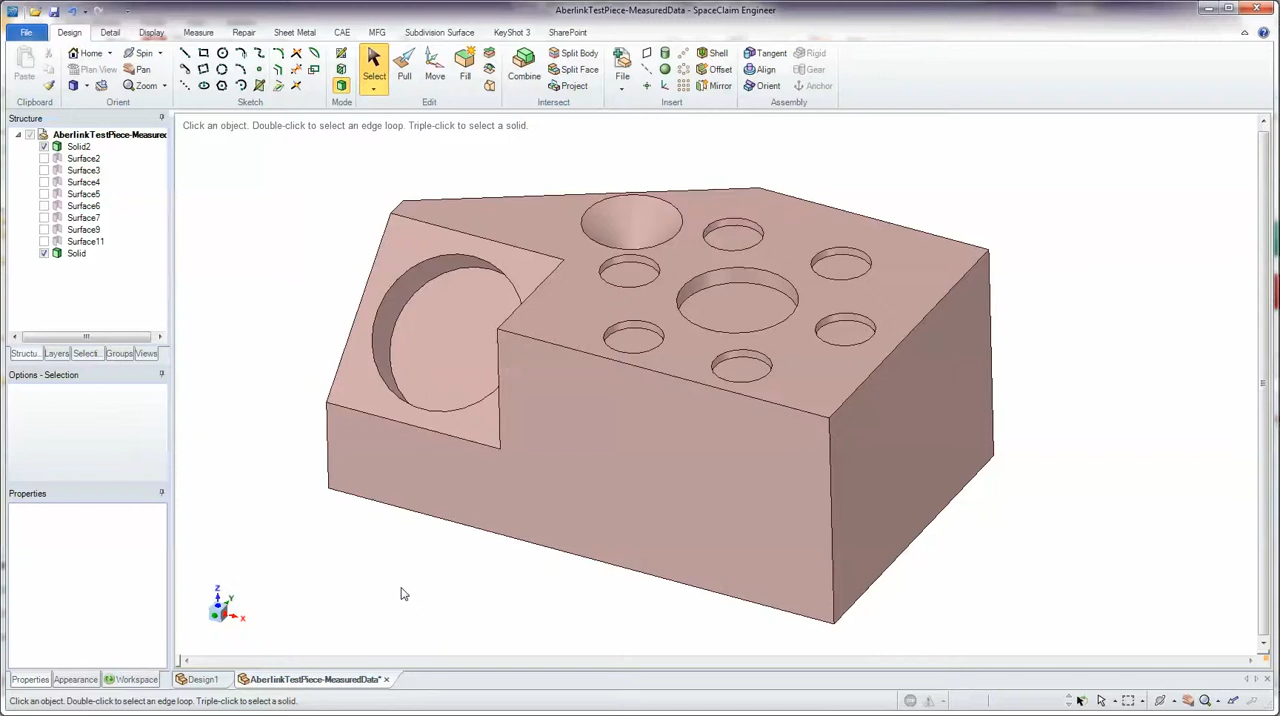 AberlinkTestPiece-MeasuredData - SpaceClaim Engineer
File Design Detail Display Measure Repair Sheet Metal CAE MFG Subdivision Surface KeyShot 3 SharePoint
Home Spin Split Body Shell Tangent Rigid
Paste Plan View Pan Select Pull Move Fill Combine Split Face File Offset Align Gear
Zoom Project Mirror Orient Anchor
Clipboard Orient Sketch Mode Edit Intersect Insert Assembly
Structure
Click an object. Double-click to select an edge loop. Triple-click to select a solid.
AberlinkTestPiece-Measured
Solid2
Surface2
Surface3
Surface4
Surface5
Surface6
Surface7
Surface9
Surface11
Solid
Structu... Layers Selecti... Groups Views
Options - Selection
Properties
Z
Y
X
Properties Appearance Workspace Design1 AberlinkTestPiece-MeasuredData*
Click an object. Double-click to select an edge loop. Triple-click to select a solid.